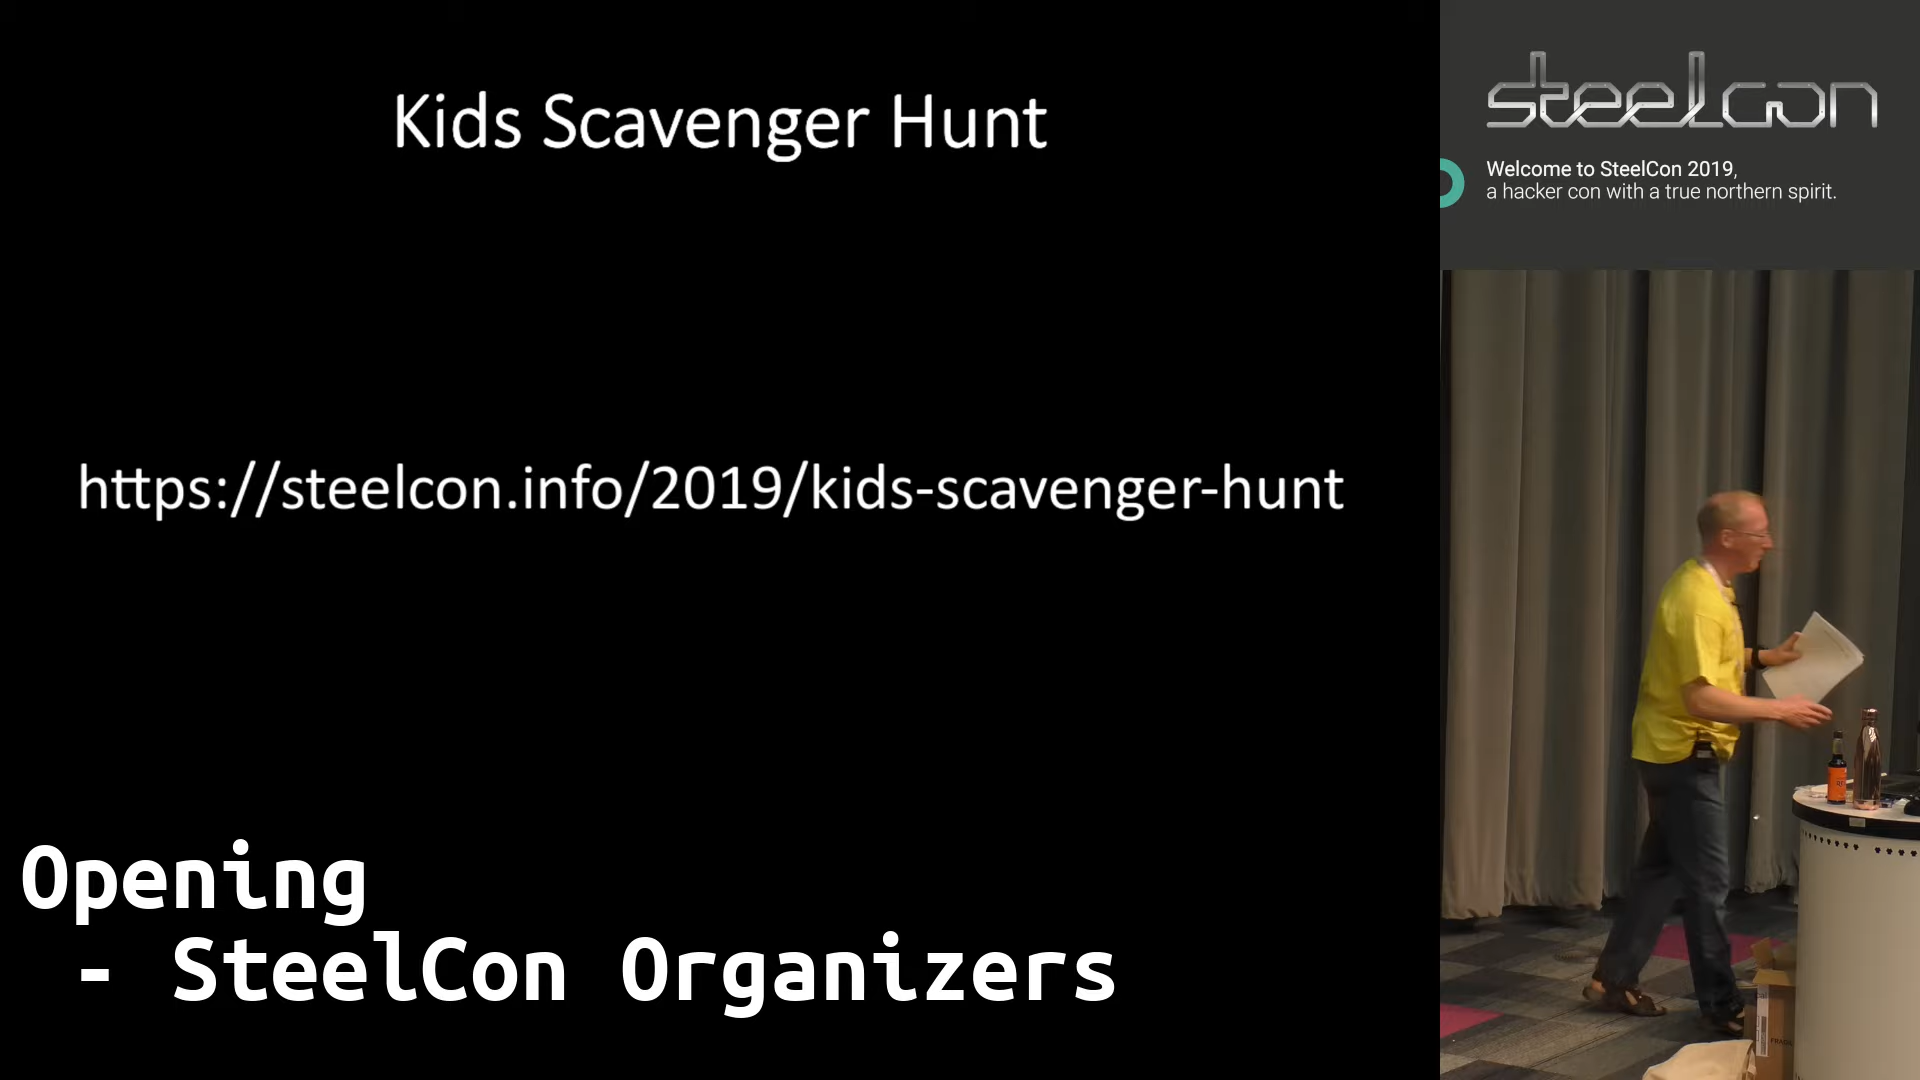 Kids Scavenger Hunt
https://steelcon.info/2019/kids-scavenger-hunt
Opening
- SteelCon Organizers
steelcon
Welcome to SteelCon 2019,
a hacker con with a true northern spirit.